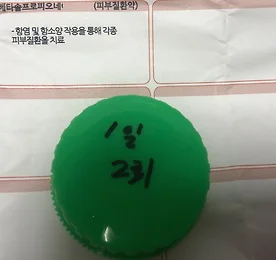 베타솔프로피오네 (피부질환약)
- 항염 및 항소양 작용을 통해 각종
피부질환을 치료
1일
2회